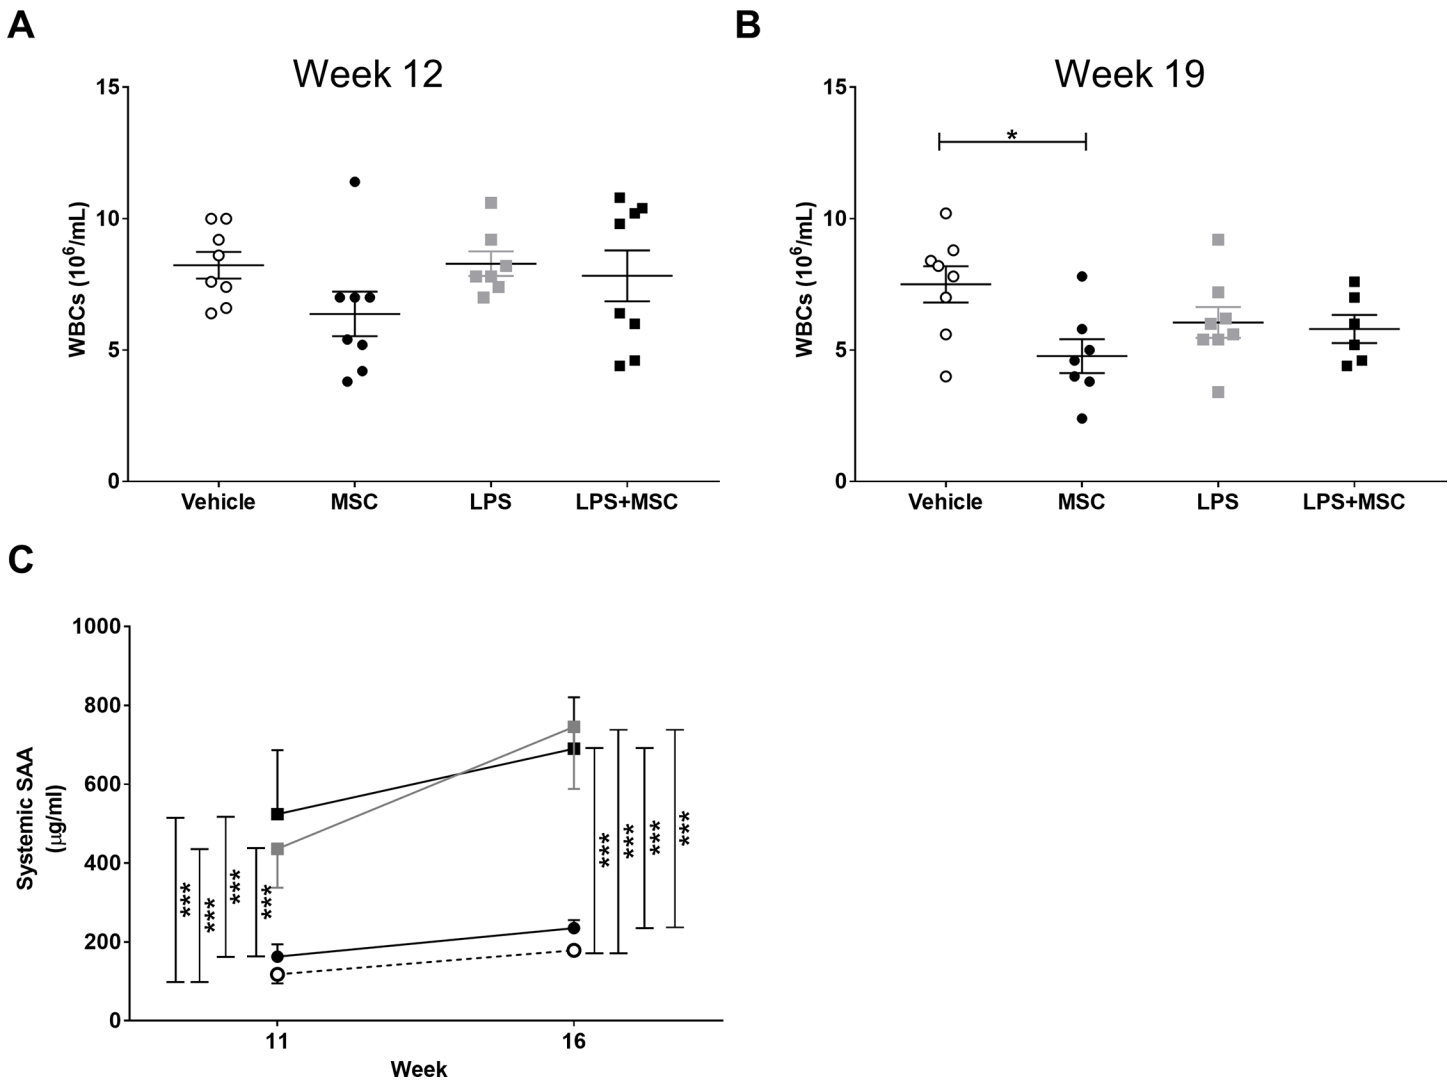 A
Week 12
WBCs (10⁶/mL)
15
10
5
0
Vehicle MSC LPS LPS+MSC
B
Week 19
WBCs (10⁶/mL)
15
10
5
0
*
Vehicle MSC LPS LPS+MSC
C
Systemic SAA
(μg/ml)
1000
800
600
400
200
0
***
***
***
***
***
***
***
***
11 16
Week